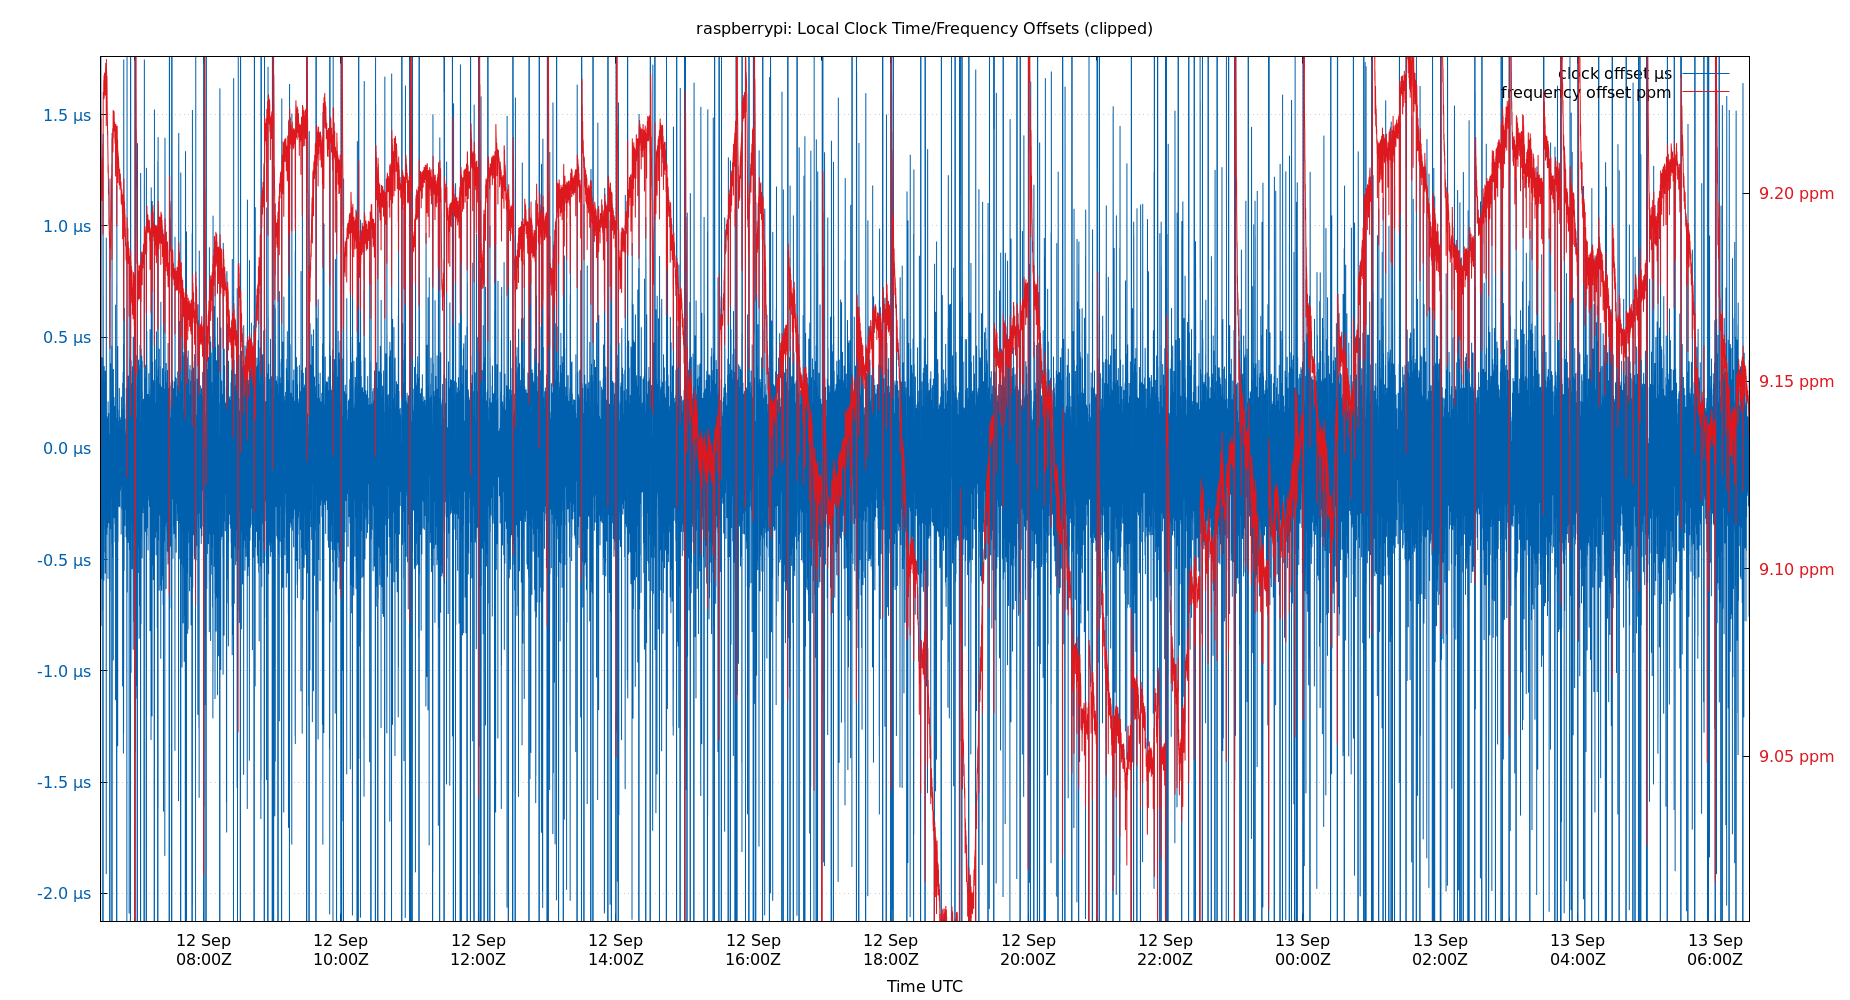 raspberrypi: Local Clock Time/Frequency Offsets (clipped)
clock offset µs
frequency offset ppm
1.5 µs
1.0 µs
0.5 µs
0.0 µs
-0.5 µs
-1.0 µs
-1.5 µs
-2.0 µs
9.20 ppm
9.15 ppm
9.10 ppm
9.05 ppm
12 Sep 12 Sep 12 Sep 12 Sep 12 Sep 12 Sep 12 Sep 12 Sep 13 Sep 13 Sep 13 Sep 13 Sep
08:00Z 10:00Z 12:00Z 14:00Z 16:00Z 18:00Z 20:00Z 22:00Z 00:00Z 02:00Z 04:00Z 06:00Z
Time UTC